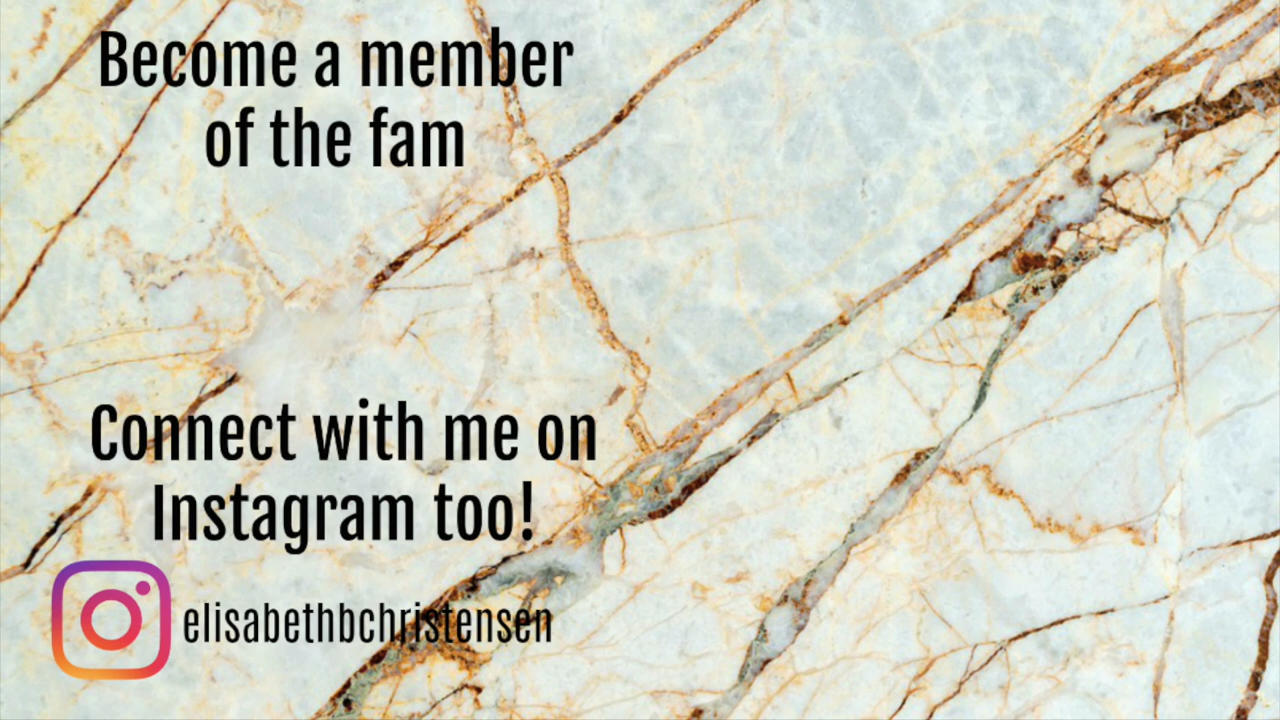 Become a member
of the fam
Connect with me on
Instagram too!
elisabethbchristensen